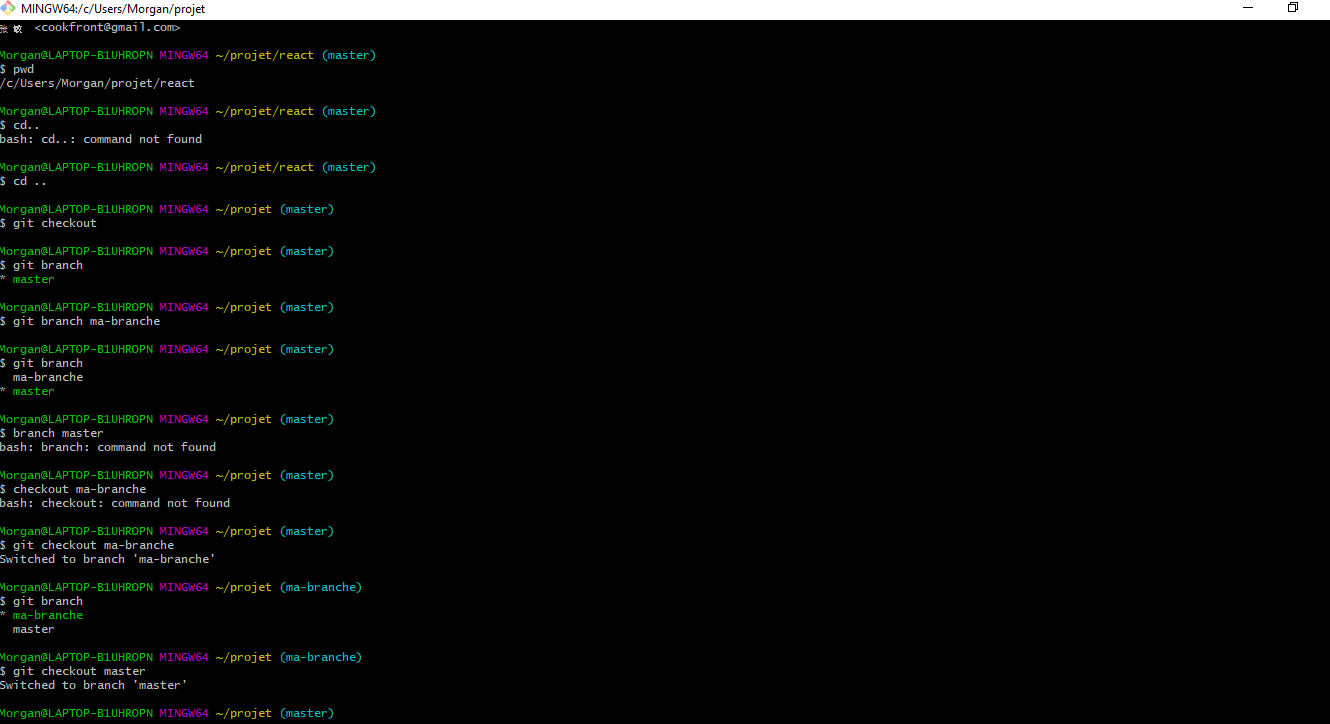 MINGW64:/c/Users/Morgan/projet
张 敏 <cookfront@gmail.com>
Morgan@LAPTOP-B1UHROPN MINGW64 ~/projet/react (master)
$ pwd
/c/Users/Morgan/projet/react
Morgan@LAPTOP-B1UHROPN MINGW64 ~/projet/react (master)
$ cd..
bash: cd..: command not found
Morgan@LAPTOP-B1UHROPN MINGW64 ~/projet/react (master)
$ cd ..
Morgan@LAPTOP-B1UHROPN MINGW64 ~/projet (master)
$ git checkout
Morgan@LAPTOP-B1UHROPN MINGW64 ~/projet (master)
$ git branch
* master
Morgan@LAPTOP-B1UHROPN MINGW64 ~/projet (master)
$ git branch ma-branche
Morgan@LAPTOP-B1UHROPN MINGW64 ~/projet (master)
$ git branch
ma-branche
* master
Morgan@LAPTOP-B1UHROPN MINGW64 ~/projet (master)
$ branch master
bash: branch: command not found
Morgan@LAPTOP-B1UHROPN MINGW64 ~/projet (master)
$ checkout ma-branche
bash: checkout: command not found
Morgan@LAPTOP-B1UHROPN MINGW64 ~/projet (master)
$ git checkout ma-branche
Switched to branch 'ma-branche'
Morgan@LAPTOP-B1UHROPN MINGW64 ~/projet (ma-branche)
$ git branch
* ma-branche
master
Morgan@LAPTOP-B1UHROPN MINGW64 ~/projet (ma-branche)
$ git checkout master
Switched to branch 'master'
Morgan@LAPTOP-B1UHROPN MINGW64 ~/projet (master)